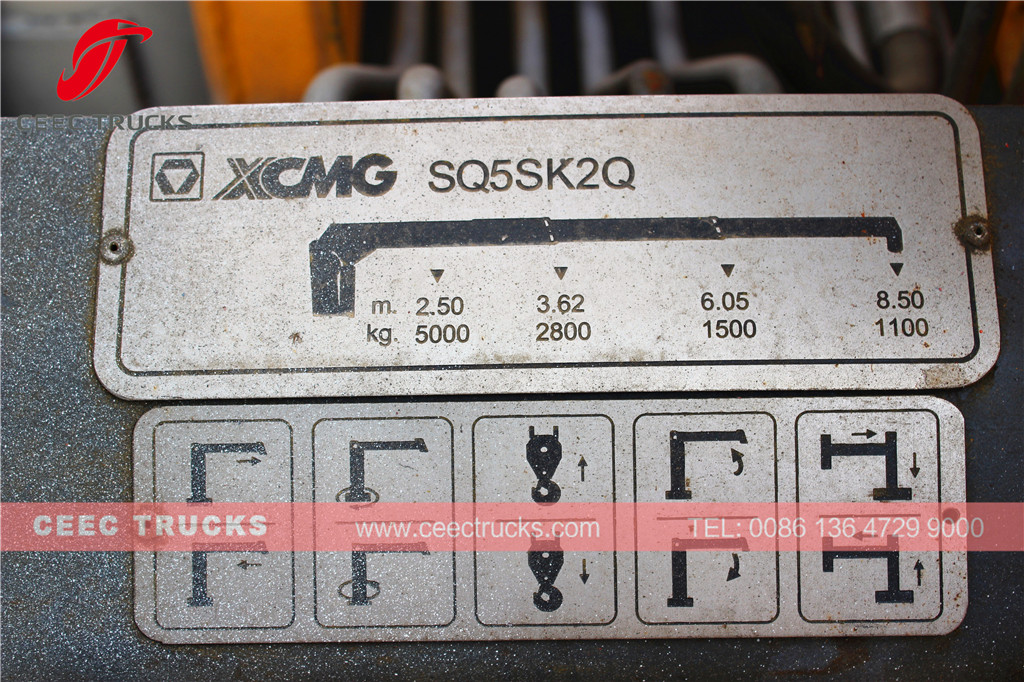 CEEC TRUCKS
XCMG SQ5SK2Q
m. 2.50 3.62 6.05 8.50
kg. 5000 2800 1500 1100
CEEC TRUCKS www.ceectrucks.com TEL: 0086 136 4729 9000